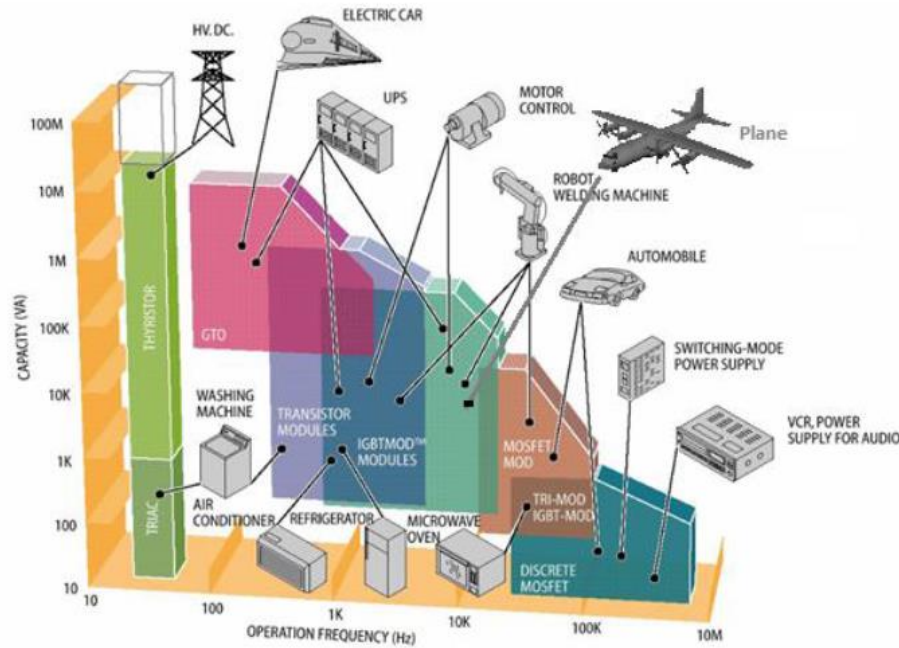 ELECTRIC CAR
HV. DC.
UPS
MOTOR
CONTROL
Plane
ROBOT,
WELDING MACHINE
AUTOMOBILE
SWITCHING-MODE
POWER SUPPLY
VCR, POWER
SUPPLY FOR AUDIO
CAPACITY (VA)
100M
10M
1M
100K
10K
1K
100
10
THYRISTOR
TRIAC
GTO
WASHING
MACHINE
TRANSISTOR
MODULES
IGBTMOD™
MODULES
MOSFET
MOD
TRI-MOD
IGBT-MOD
DISCRETE
MOSFET
AIR
CONDITIONER
REFRIGERATOR
MICROWAVE
OVEN
10
100
1K
10K
100K
10M
OPERATION FREQUENCY (Hz)